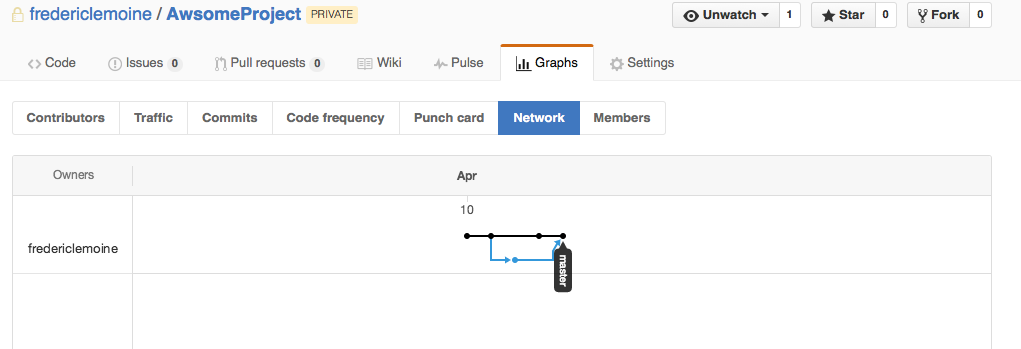 fredericlemoine / AwsomeProject PRIVATE Unwatch 1 Star 0 Fork 0
Code Issues 0 Pull requests 0 Wiki Pulse Graphs Settings
Contributors Traffic Commits Code frequency Punch card Network Members
Owners Apr
10
fredericlemoine
master